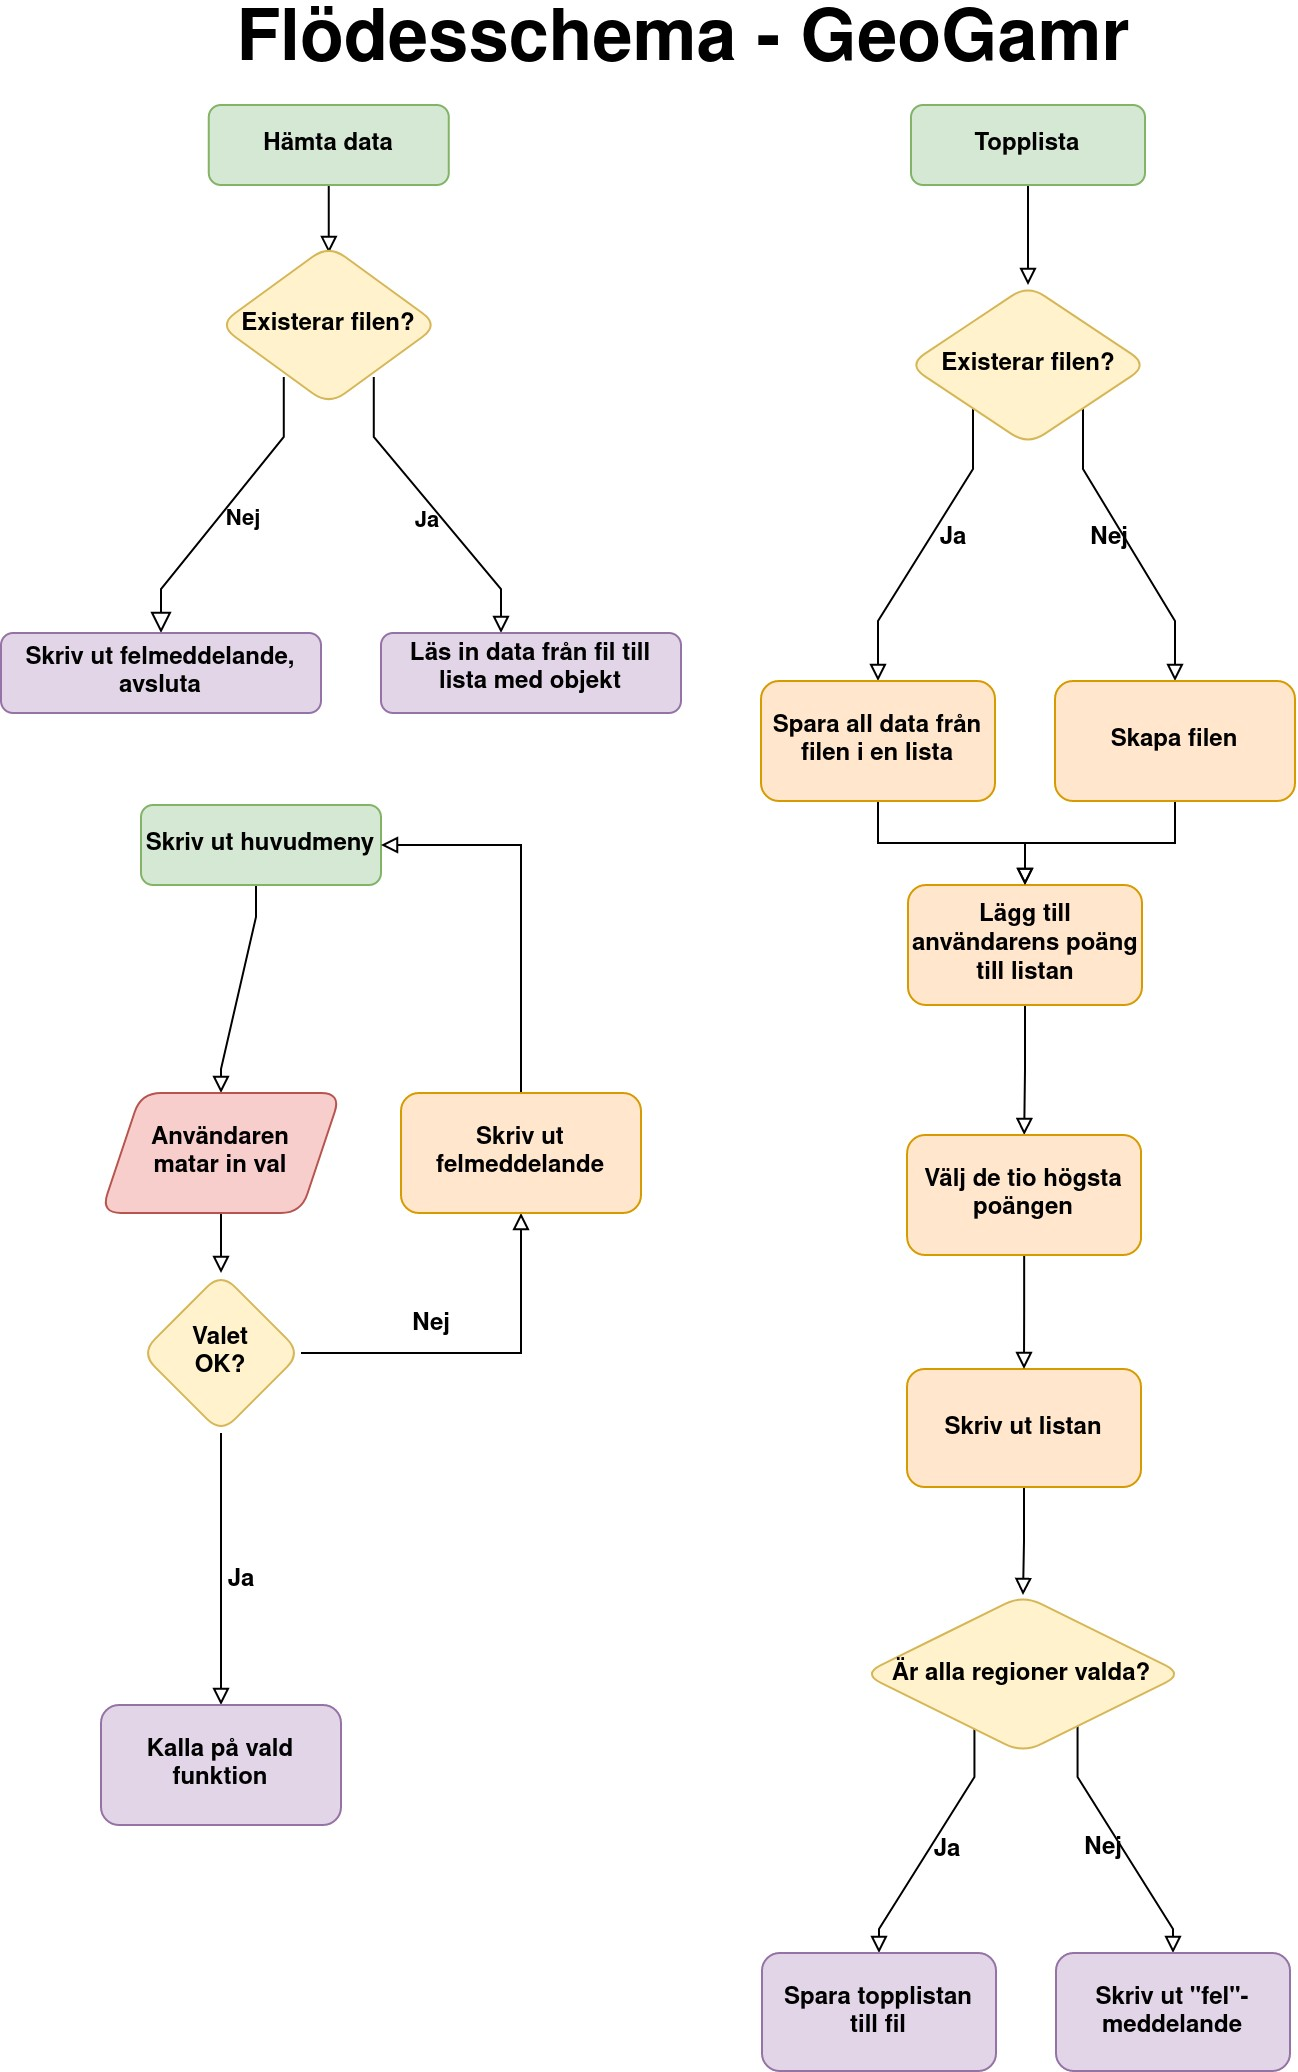 Flödesschema - GeoGamr
Hämta data
Existerar filen?
Nej
Ja
Skriv ut felmeddelande,
avsluta
Läs in data från fil till
lista med objekt
Skriv ut huvudmeny
Användaren
matar in val
Skriv ut
felmeddelande
Valet
OK?
Nej
Ja
Kalla på vald
funktion
Topplista
Existerar filen?
Ja
Nej
Spara all data från
filen i en lista
Skapa filen
Lägg till
användarens poäng
till listan
Välj de tio högsta
poängen
Skriv ut listan
Är alla regioner valda?
Ja
Nej
Spara topplistan
till fil
Skriv ut "fel"-
meddelande